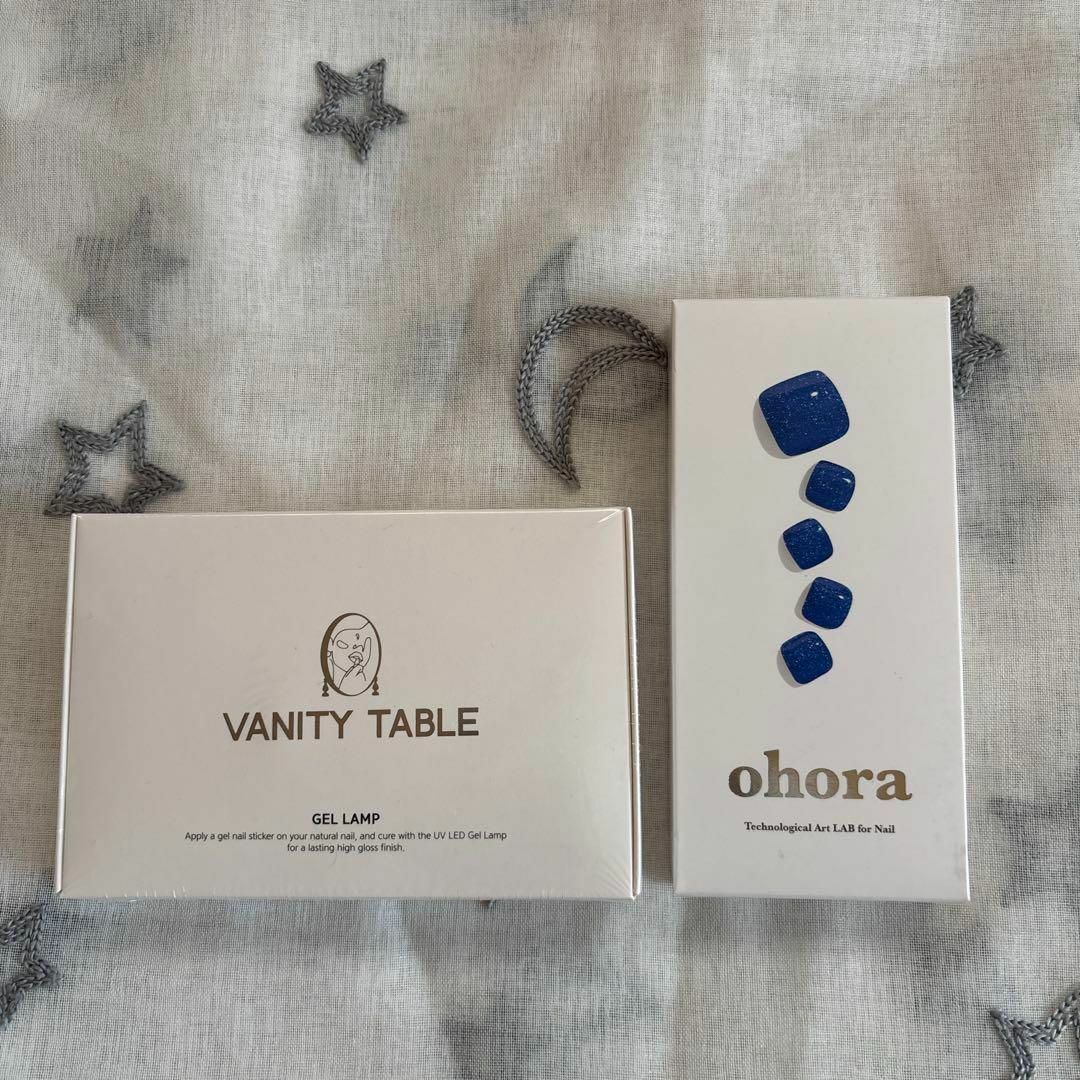 VANITY TABLE
GEL LAMP
Apply a gel nail sticker on your natural nail, and cure with the UV LED Gel Lamp
for a lasting high gloss finish.
ohora
Technological Art LAB for Nail